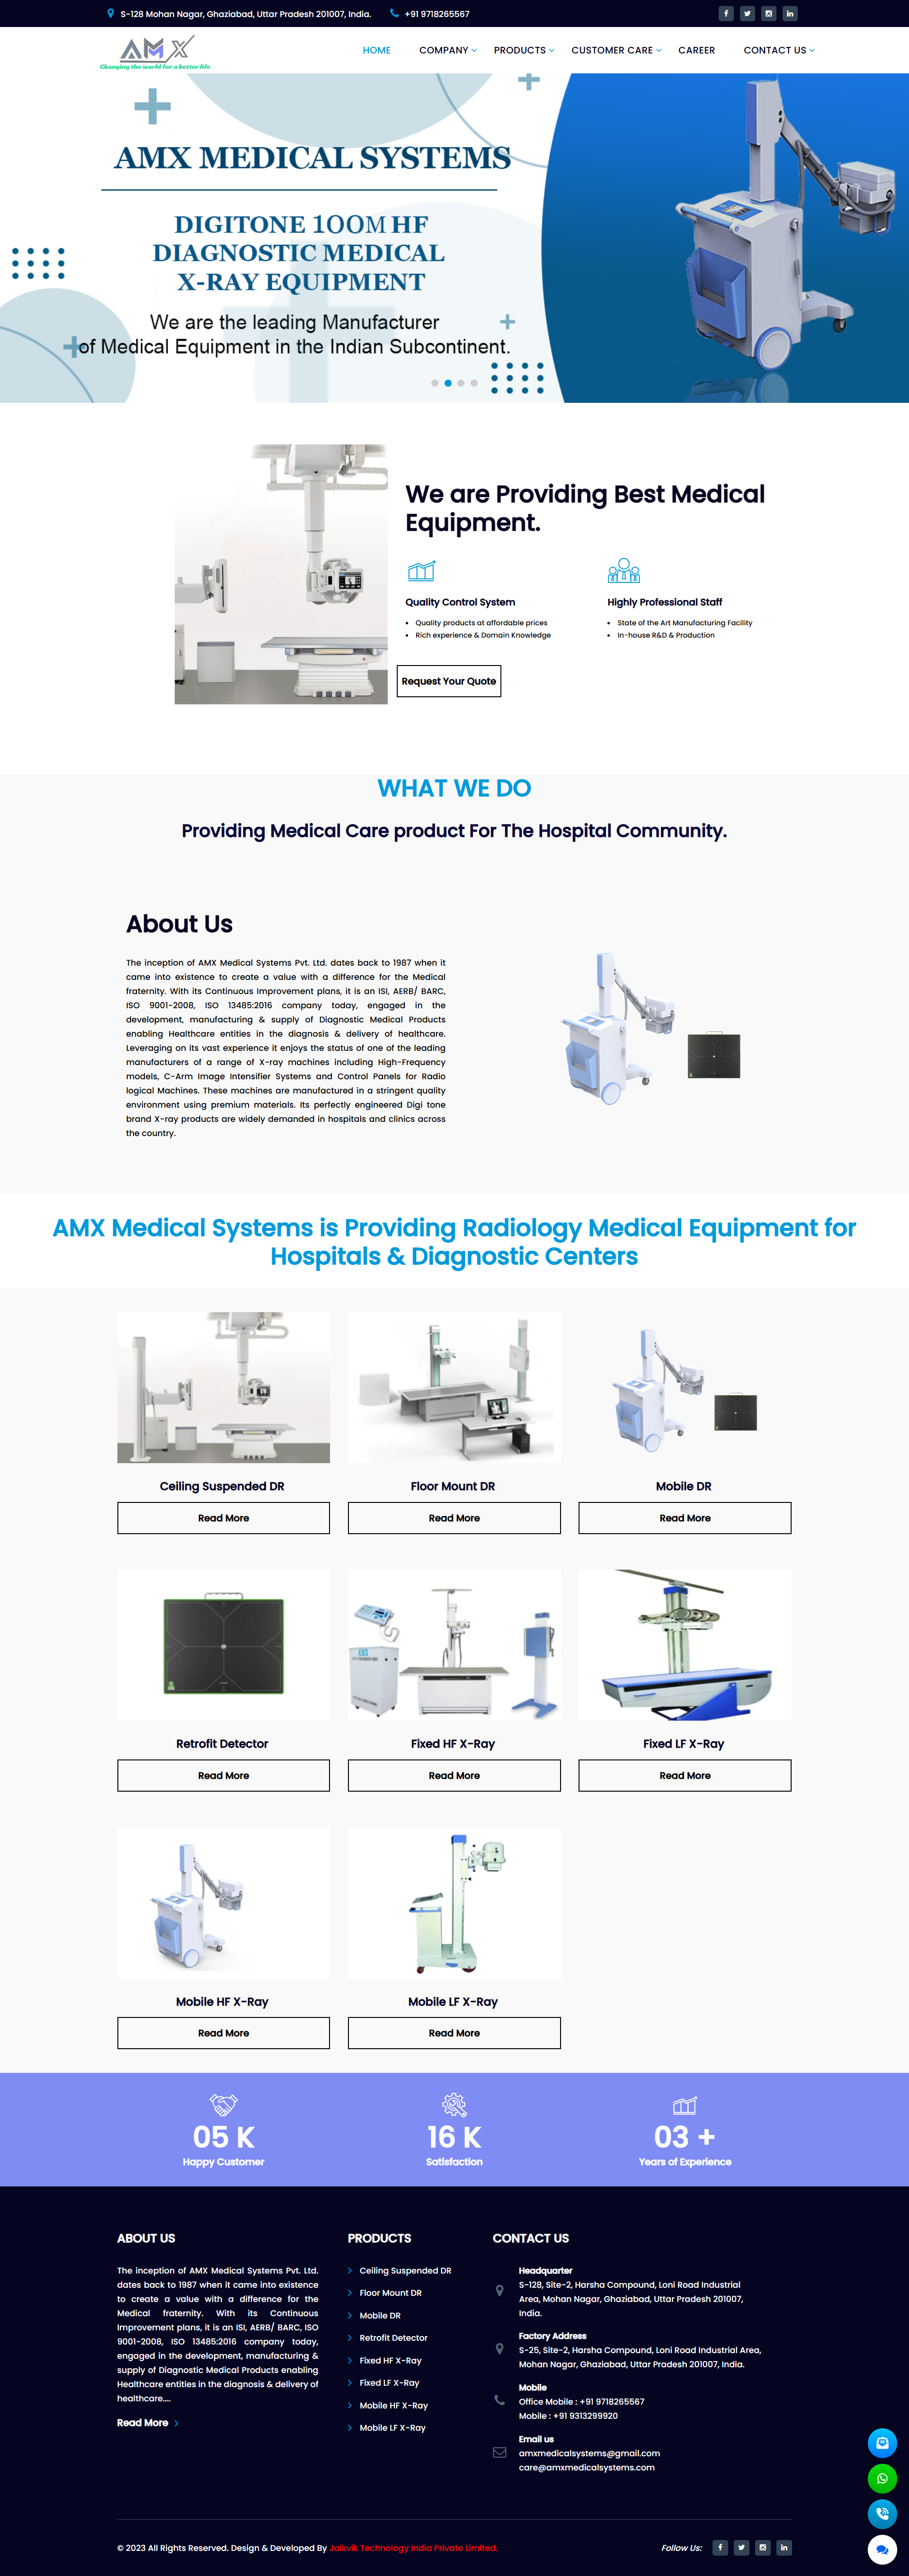 S-128 Mohan Nagar, Ghaziabad, Uttar Pradesh 201007, India. +91 9718265567
AMX
Changing the world for a better life
HOME COMPANY PRODUCTS CUSTOMER CARE CAREER CONTACT US
AMX MEDICAL SYSTEMS
DIGITONE 100M HF
DIAGNOSTIC MEDICAL
X-RAY EQUIPMENT
We are the leading Manufacturer
of Medical Equipment in the Indian Subcontinent.
We are Providing Best Medical
Equipment.
Quality Control System
Quality products at affordable prices
Rich experience & Domain Knowledge
Highly Professional Staff
State of the Art Manufacturing Facility
In-house R&D & Production
Request Your Quote
WHAT WE DO
Providing Medical Care product For The Hospital Community.
About Us
The inception of AMX Medical Systems Pvt. Ltd. dates back to 1987 when it
came into existence to create a value with a difference for the Medical
fraternity. With its Continuous Improvement plans, it is an ISI, AERB/ BARC,
ISO 9001-2008, ISO 13485:2016 company today, engaged in the
development, manufacturing & supply of Diagnostic Medical Products
enabling Healthcare entities in the diagnosis & delivery of healthcare.
Leveraging on its vast experience it enjoys the status of one of the leading
manufacturers of a range of X-ray machines including High-Frequency
models, C-Arm Image Intensifier Systems and Control Panels for Radio
logical Machines. These machines are manufactured in a stringent quality
environment using premium materials. Its perfectly engineered Digi tone
brand X-ray products are widely demanded in hospitals and clinics across
the country.
AMX Medical Systems is Providing Radiology Medical Equipment for
Hospitals & Diagnostic Centers
Ceiling Suspended DR
Read More
Floor Mount DR
Read More
Mobile DR
Read More
Retrofit Detector
Read More
AMX
Fixed HF X-Ray
Read More
Fixed LF X-Ray
Read More
Mobile HF X-Ray
Read More
Mobile LF X-Ray
Read More
05 K
Happy Customer
16 K
Satisfaction
03 +
Years of Experlence
ABOUT US
The inception of AMX Medical Systems Pvt. Ltd.
dates back to 1987 when it came into existence
to create a value with a difference for the
Medical fraternity. With its Continuous
Improvement plans, it is an ISI, AERB/ BARC, ISO
9001-2008, ISO 13485:2016 company today,
engaged in the development, manufacturing &
supply of Diagnostic Medical Products enabling
Healthcare entities in the diagnosis & delivery of
healthcare....
Read More
PRODUCTS
Ceiling Suspended DR
Floor Mount DR
Mobile DR
Retrofit Detector
Fixed HF X-Ray
Fixed LF X-Ray
Mobile HF X-Ray
Mobile LF X-Ray
CONTACT US
Headquarter
S-128, Site-2, Harsha Compound, Loni Road Industrial
Area, Mohan Nagar, Ghaziabad, Uttar Pradesh 201007,
India.
Factory Address
S-25, Site-2, Harsha Compound, Loni Road Industrial Area,
Mohan Nagar, Ghaziabad, Uttar Pradesh 201007, India.
Mobile
Office Mobile : +91 9718265567
Mobile : +91 9313299920
Email us
amxmedicalsystems@gmail.com
care@amxmedicalsystems.com
© 2023 All Rights Reserved. Design & Developed By Jaikvik Technology India Private Limited.
Follow Us: